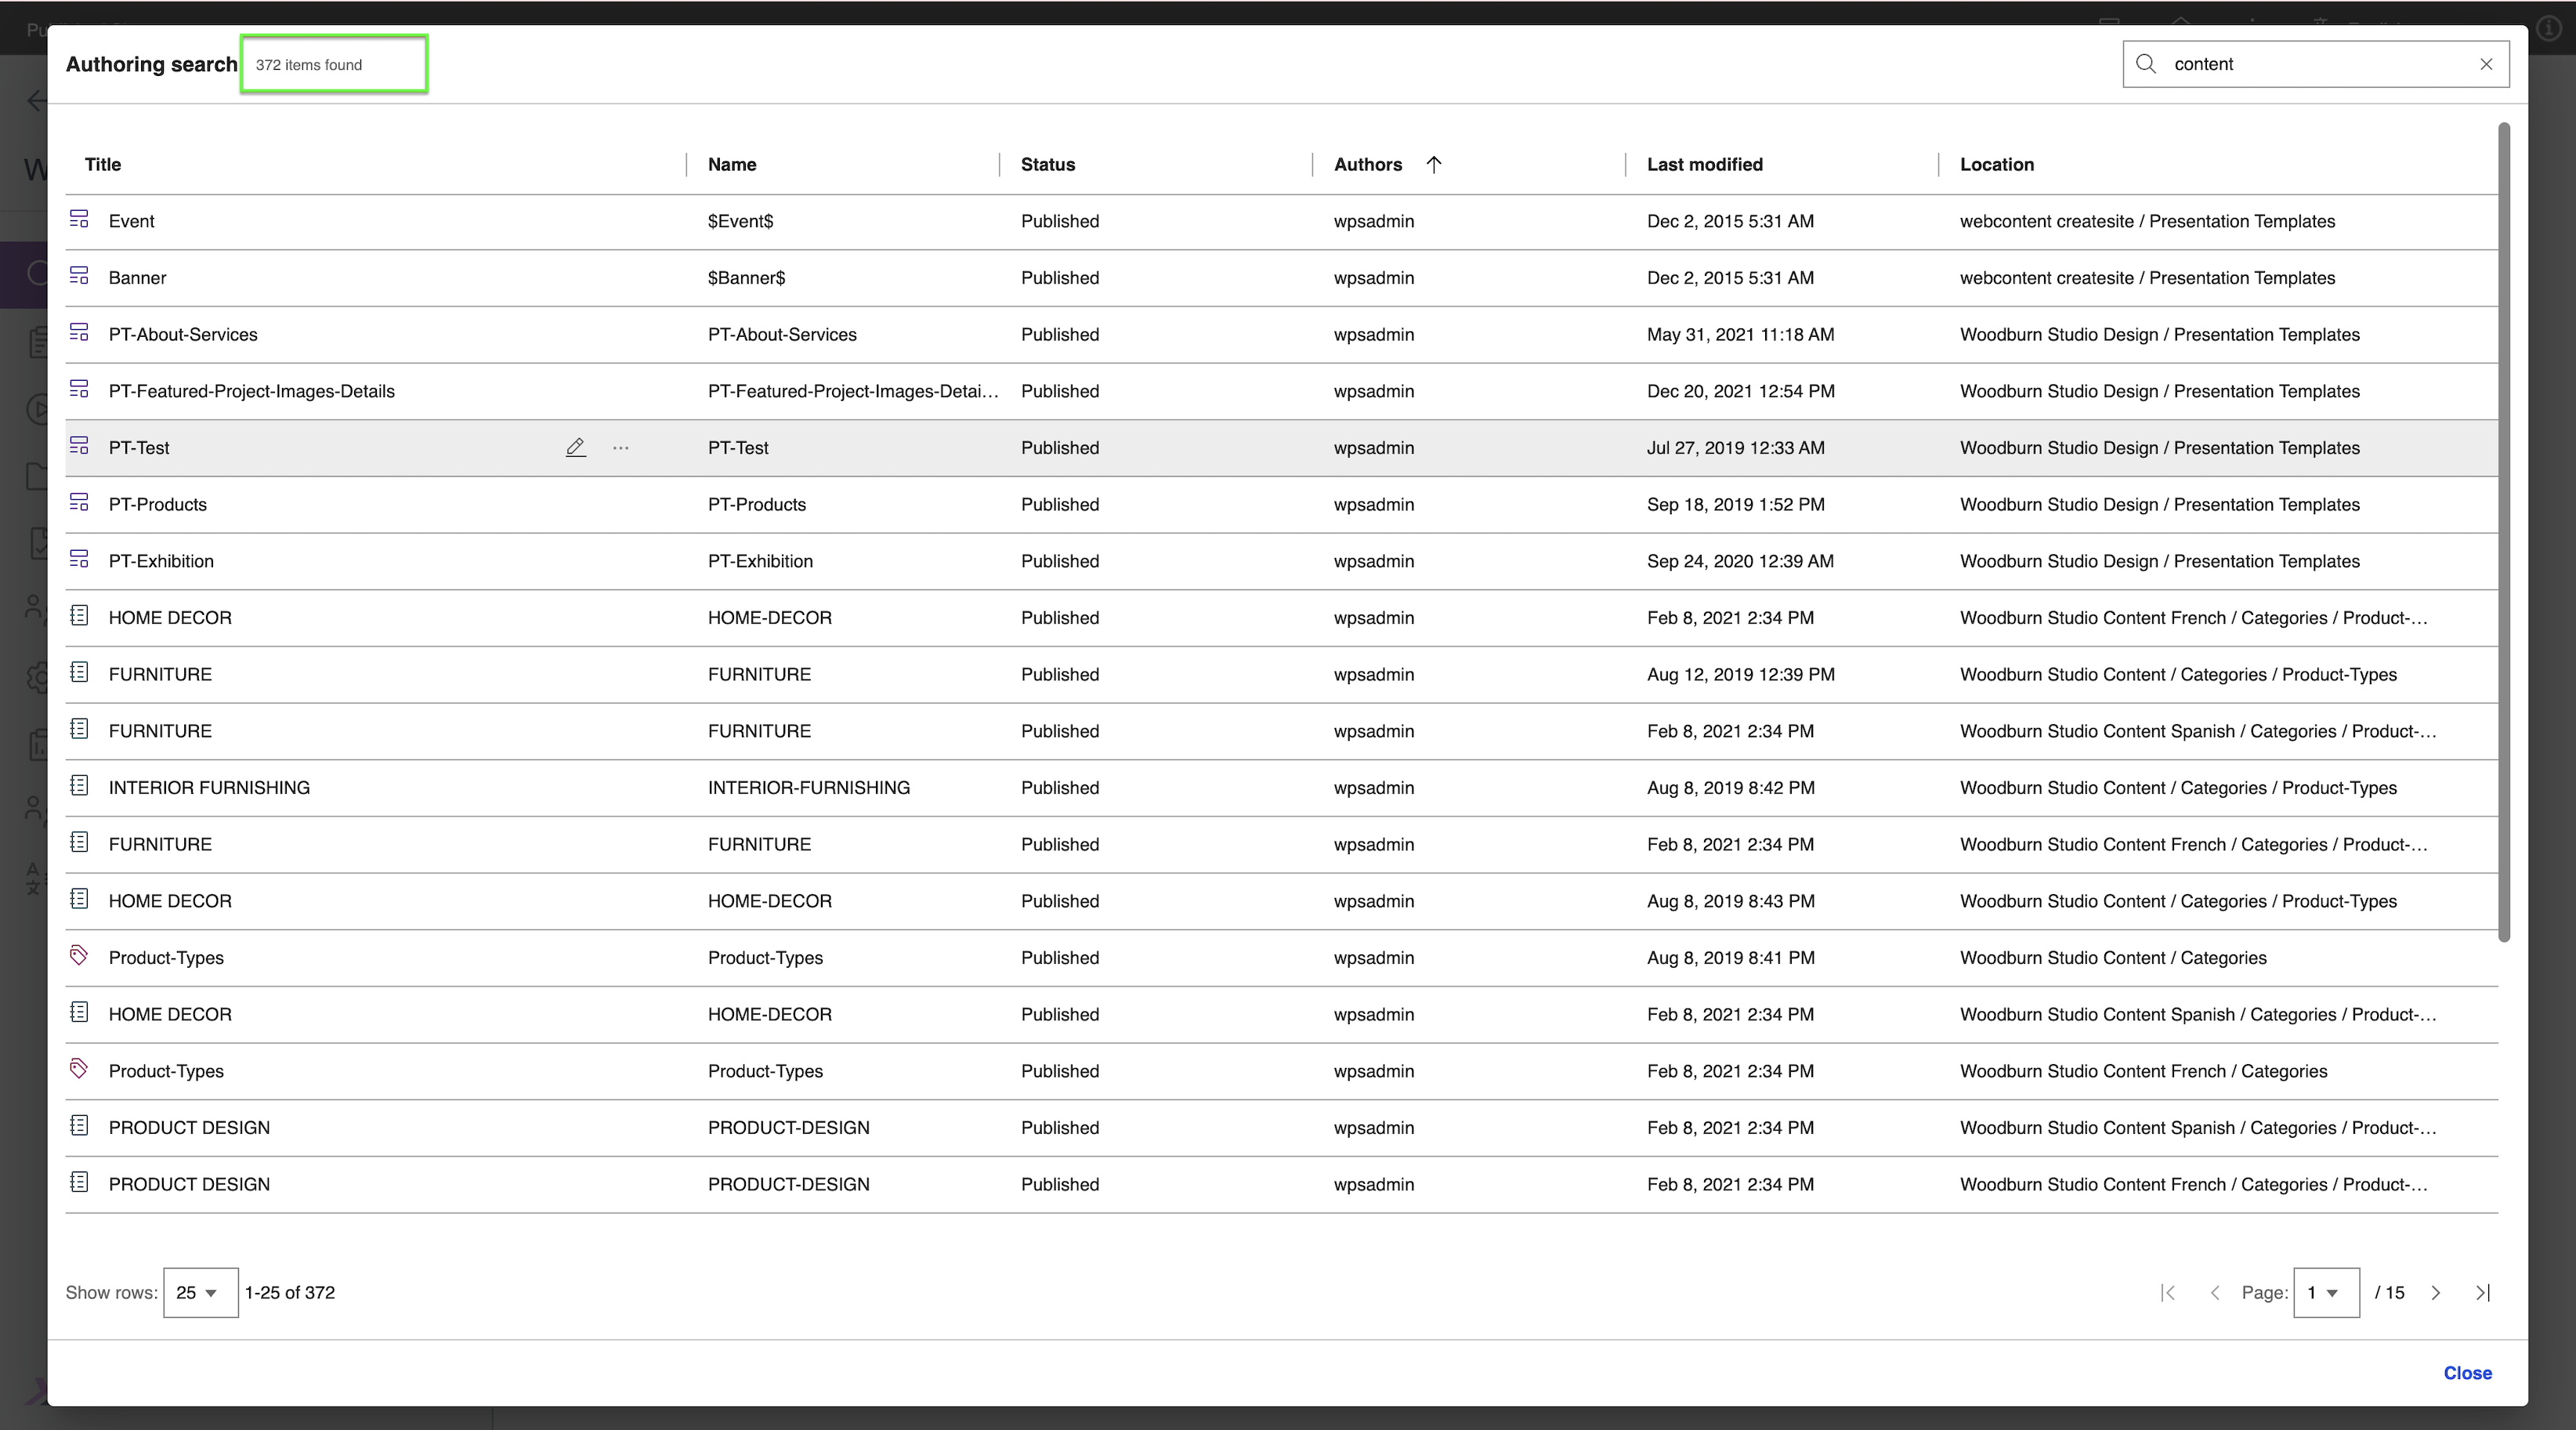 Authoring search 372 items found content
Title Name Status Authors Last modified Location
Event $Event$ Published wpsadmin Dec 2, 2015 5:31 AM webcontent createsite / Presentation Templates
Banner $Banner$ Published wpsadmin Dec 2, 2015 5:31 AM webcontent createsite / Presentation Templates
PT-About-Services PT-About-Services Published wpsadmin May 31, 2021 11:18 AM Woodburn Studio Design / Presentation Templates
PT-Featured-Project-Images-Details PT-Featured-Project-Images-Detai... Published wpsadmin Dec 20, 2021 12:54 PM Woodburn Studio Design / Presentation Templates
PT-Test PT-Test Published wpsadmin Jul 27, 2019 12:33 AM Woodburn Studio Design / Presentation Templates
PT-Products PT-Products Published wpsadmin Sep 18, 2019 1:52 PM Woodburn Studio Design / Presentation Templates
PT-Exhibition PT-Exhibition Published wpsadmin Sep 24, 2020 12:39 AM Woodburn Studio Design / Presentation Templates
HOME DECOR HOME-DECOR Published wpsadmin Feb 8, 2021 2:34 PM Woodburn Studio Content French / Categories / Product-...
FURNITURE FURNITURE Published wpsadmin Aug 12, 2019 12:39 PM Woodburn Studio Content / Categories / Product-Types
FURNITURE FURNITURE Published wpsadmin Feb 8, 2021 2:34 PM Woodburn Studio Content Spanish / Categories / Product-...
INTERIOR FURNISHING INTERIOR-FURNISHING Published wpsadmin Aug 8, 2019 8:42 PM Woodburn Studio Content / Categories / Product-Types
FURNITURE FURNITURE Published wpsadmin Feb 8, 2021 2:34 PM Woodburn Studio Content French / Categories / Product-...
HOME DECOR HOME-DECOR Published wpsadmin Aug 8, 2019 8:43 PM Woodburn Studio Content / Categories / Product-Types
Product-Types Product-Types Published wpsadmin Aug 8, 2019 8:41 PM Woodburn Studio Content / Categories
HOME DECOR HOME-DECOR Published wpsadmin Feb 8, 2021 2:34 PM Woodburn Studio Content Spanish / Categories / Product-...
Product-Types Product-Types Published wpsadmin Feb 8, 2021 2:34 PM Woodburn Studio Content French / Categories
PRODUCT DESIGN PRODUCT-DESIGN Published wpsadmin Feb 8, 2021 2:34 PM Woodburn Studio Content Spanish / Categories / Product-...
PRODUCT DESIGN PRODUCT-DESIGN Published wpsadmin Feb 8, 2021 2:34 PM Woodburn Studio Content French / Categories / Product-...
Show rows: 25 1-25 of 372 Page: 1 / 15
Close